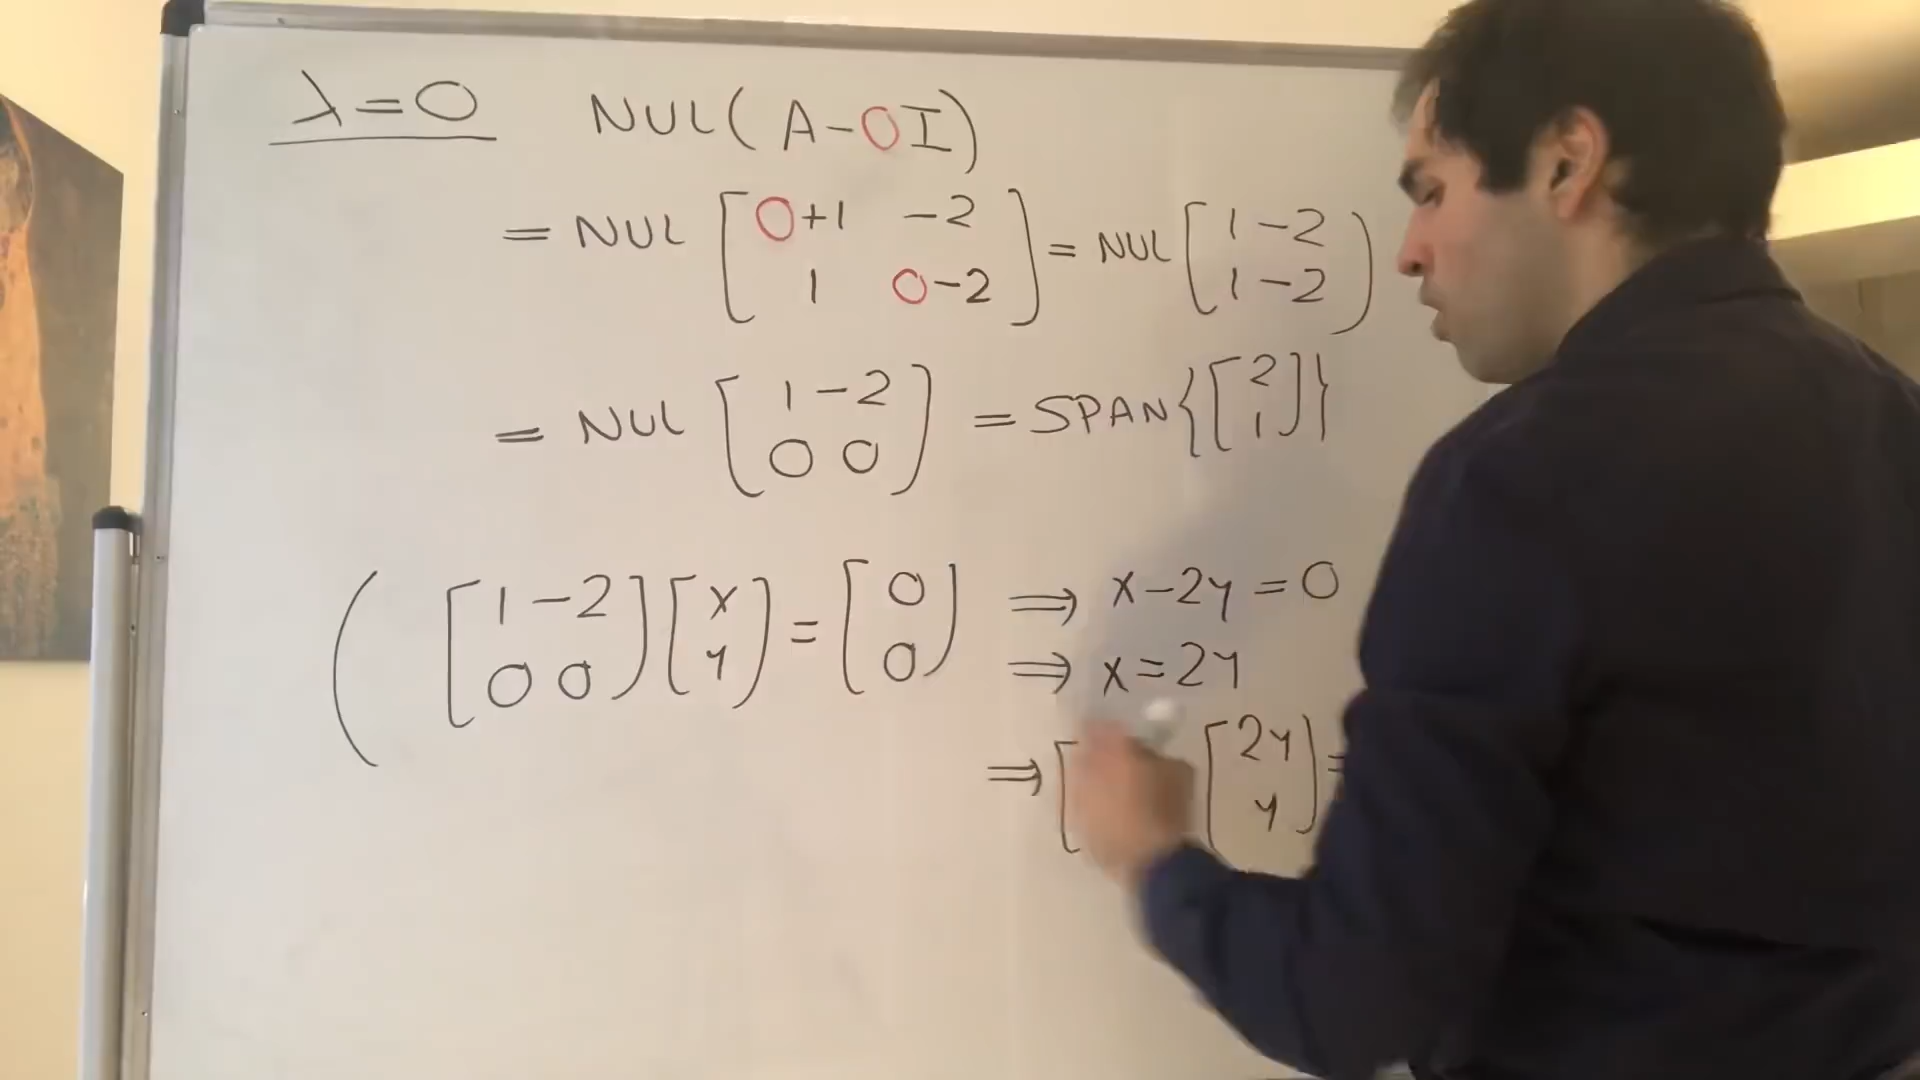 λ=0 NUL(A-0I)
= NUL [0+1 -2; 1 0-2] = NUL [1 -2; 1 -2]
= NUL [1 -2; 0 0] = SPAN{[2; 1]}
( [1 -2; 0 0][x; y] = [0; 0] ⇒ x-2y=0
⇒ x=2y
⇒ [ [2y; y] =